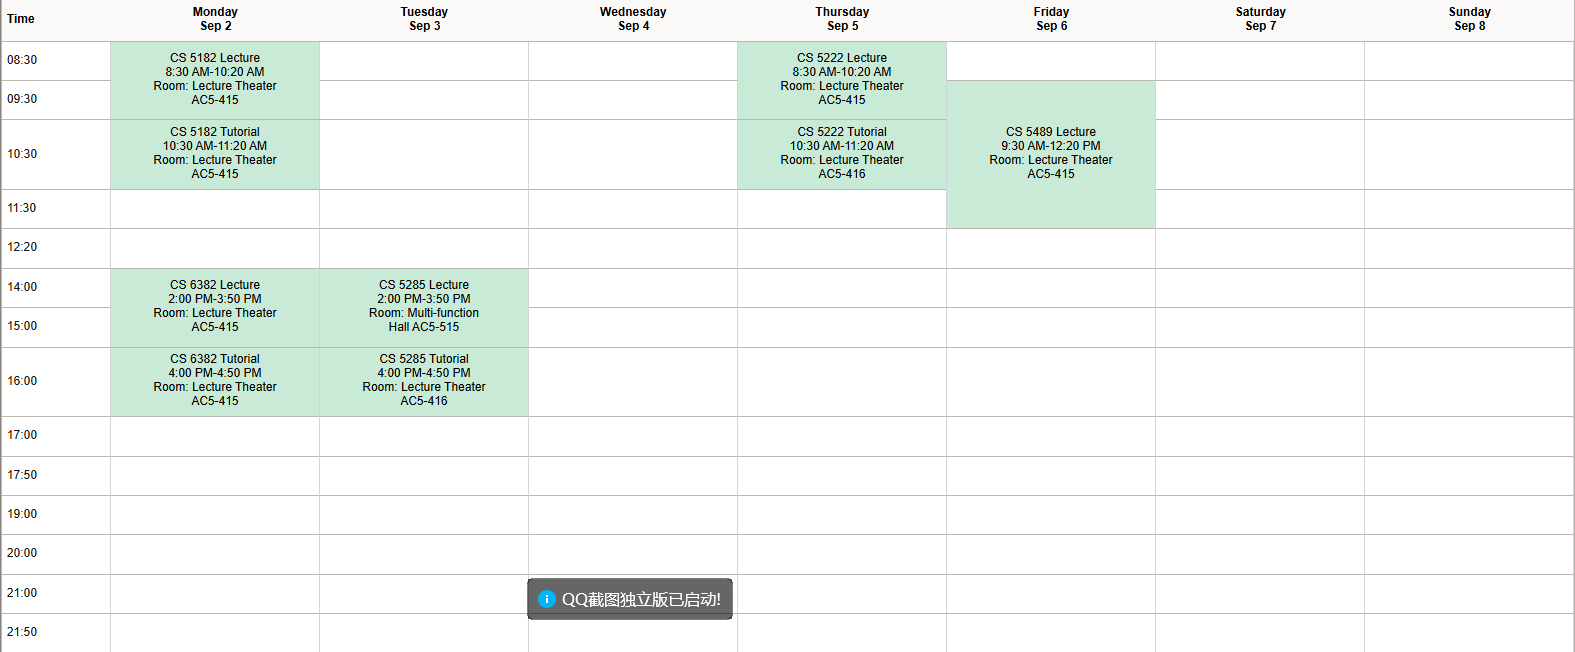 Time
Monday
Sep 2
Tuesday
Sep 3
Wednesday
Sep 4
Thursday
Sep 5
Friday
Sep 6
Saturday
Sep 7
Sunday
Sep 8
08:30
CS 5182 Lecture
8:30 AM-10:20 AM
Room: Lecture Theater
AC5-415
CS 5222 Lecture
8:30 AM-10:20 AM
Room: Lecture Theater
AC5-415
09:30
CS 5489 Lecture
9:30 AM-12:20 PM
Room: Lecture Theater
AC5-415
10:30
CS 5182 Tutorial
10:30 AM-11:20 AM
Room: Lecture Theater
AC5-415
CS 5222 Tutorial
10:30 AM-11:20 AM
Room: Lecture Theater
AC5-416
11:30
12:20
14:00
CS 6382 Lecture
2:00 PM-3:50 PM
Room: Lecture Theater
AC5-415
CS 5285 Lecture
2:00 PM-3:50 PM
Room: Multi-function
Hall AC5-515
15:00
16:00
CS 6382 Tutorial
4:00 PM-4:50 PM
Room: Lecture Theater
AC5-415
CS 5285 Tutorial
4:00 PM-4:50 PM
Room: Lecture Theater
AC5-416
17:00
17:50
19:00
20:00
21:00
QQ截图独立版已启动!
21:50